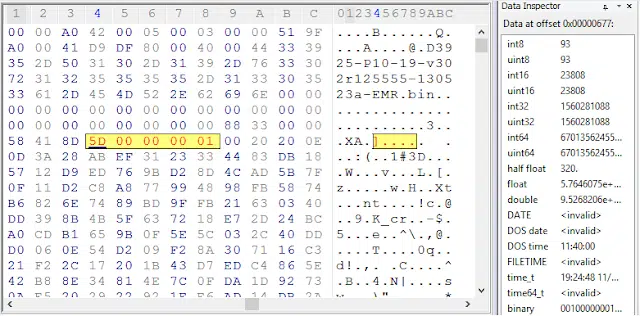 1 2 3 4 5 6 7 8 9 A B C 0123456789ABC
00 00 A0 42 00 05 00 03 00 00 51 9F ...B......Q.
A0 00 41 D9 DF 80 00 40 00 44 33 39 ..A....@.D39
35 2D 50 31 30 2D 31 39 2D 76 33 30 25-P10-19-v30
72 31 32 35 35 35 35 2D 31 33 30 35 2r125555-1305
33 61 2D 45 4D 52 2E 62 69 6E 00 00 23a-EMR.bin..
00 00 00 00 00 00 00 00 00 00 00 00 .............
00 00 00 00 00 00 00 00 88 33 00 00 ..........3..
58 41 8D 5D 00 00 00 01 00 20 20 0E .XA.].... .
0D 3A 28 AB EF 31 23 33 44 83 DB 18 ..:(..1#3D...
57 12 D9 ED 76 9B D2 8D 4C AD 5B 7F .W...v...L.[.
0F 11 D2 C8 A8 77 99 48 98 FB 58 74 z.....w.H..Xt
B6 82 6E 74 89 BD 9F FB 21 63 03 40 ...nt....!c.@
DD 39 8B 4B 5F 63 72 18 E7 2D 24 BC ..9.K_cr..-$.
A0 CD B1 65 9B 0F 5E 5C 03 2C 40 DD 5...e..^\.,@.
D0 06 0E 54 D2 09 F2 8A 30 71 16 C3 ....T....0q..
21 F2 2C 17 20 1B 43 D7 ED C4 86 5E d!.,. .C....^
42 B8 8E 34 81 4E 7C 0F DA 1D 92 73 .B..4.N|....s
Data Inspector
Data at offset 0x00000677:
int8 93
uint8 93
int16 23808
uint16 23808
int32 1560281088
uint32 1560281088
int64 67013562455...
uint64 67013562455...
half float 320.
float 5.7646075e+...
double 9.5268206e+...
DATE <invalid>
DOS date <invalid>
DOS time 11:40:00
FILETIME <invalid>
time_t 19:24:48 11/...
time64_t <invalid>
binary 00100000001...